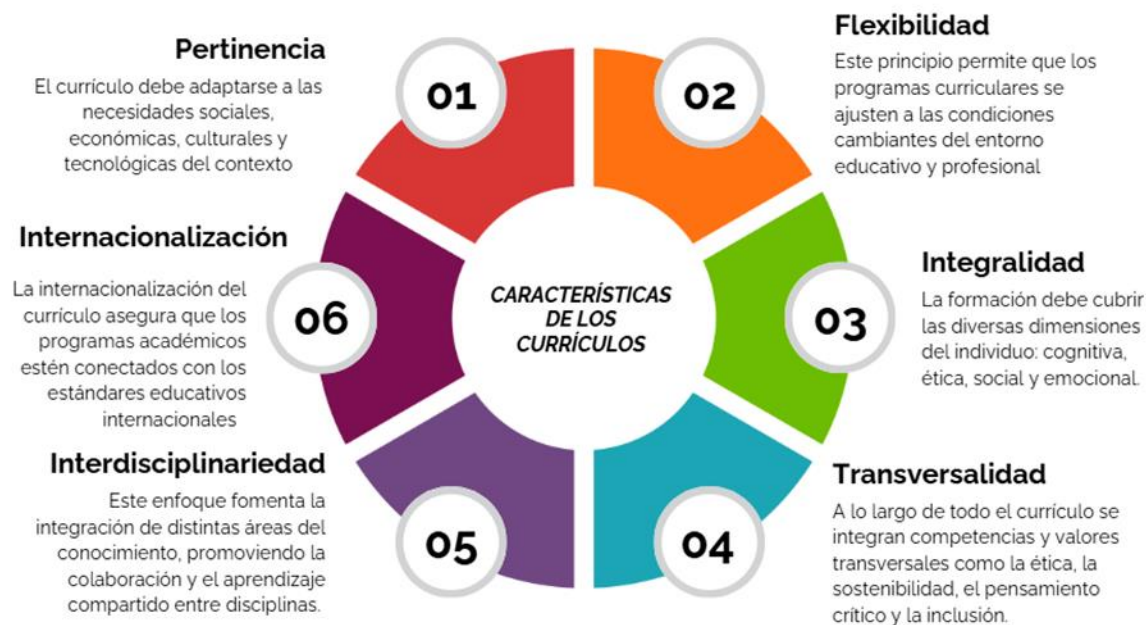 CARACTERÍSTICAS
DE LOS
CURRÍCULOS
01
Pertinencia
El currículo debe adaptarse a las
necesidades sociales,
económicas, culturales y
tecnológicas del contexto
02
Flexibilidad
Este principio permite que los
programas curriculares se
ajusten a las condiciones
cambiantes del entorno
educativo y profesional
03
Integralidad
La formación debe cubrir
las diversas dimensiones
del individuo: cognitiva,
ética, social y emocional.
04
Transversalidad
A lo largo de todo el currículo se
integran competencias y valores
transversales como la ética, la
sostenibilidad, el pensamiento
crítico y la inclusión.
05
Interdisciplinariedad
Este enfoque fomenta la
integración de distintas áreas del
conocimiento, promoviendo la
colaboración y el aprendizaje
compartido entre disciplinas.
06
Internacionalización
La internacionalización del
currículo asegura que los
programas académicos
estén conectados con los
estándares educativos
internacionales